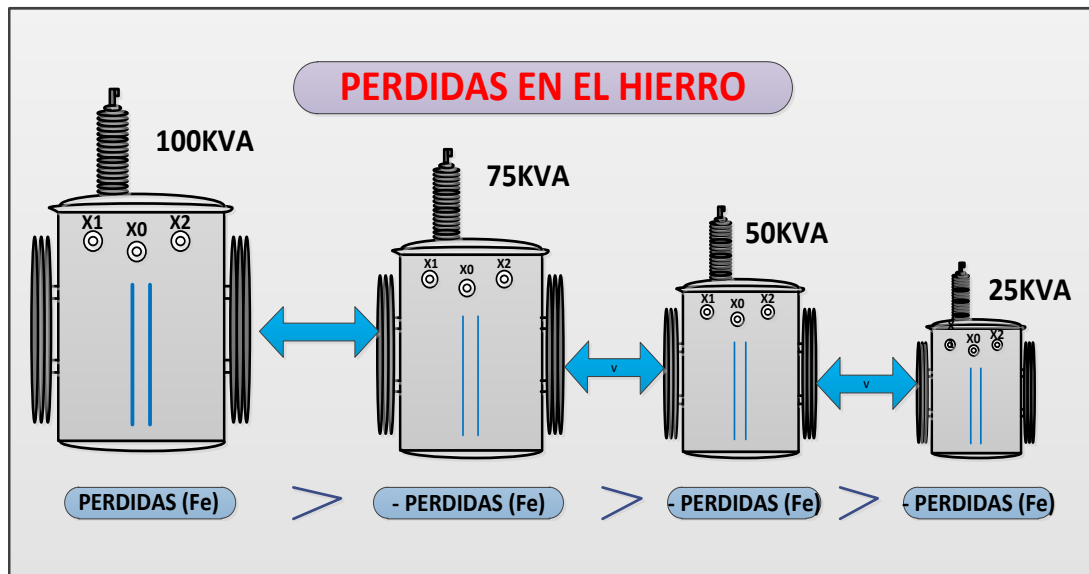 PERDIDAS EN EL HIERRO
100KVA
X1 X0 X2
75KVA
X1 X0 X2
50KVA
X1 X0 X2
25KVA
X0 X2
v
v
PERDIDAS (Fe) > - PERDIDAS (Fe) > - PERDIDAS (Fe) > - PERDIDAS (Fe)